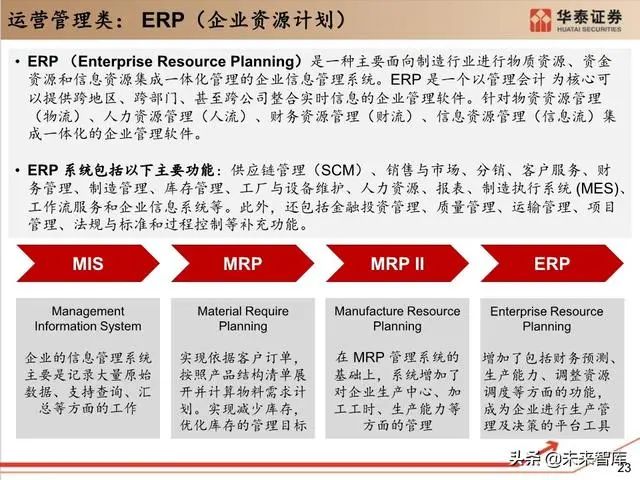 运营管理类： ERP（企业资源计划）
华泰证券
HUATAI SECURITIES
• ERP （Enterprise Resource Planning）是一种主要面向制造行业进行物质资源、资金
资源和信息资源集成一体化管理的企业信息管理系统。ERP 是一个以管理会计 为核心可
以提供跨地区、跨部门、甚至跨公司整合实时信息的企业管理软件。针对物资资源管理
（物流）、人力资源管理（人流）、财务资源管理（财流）、信息资源管理（信息流）集
成一体化的企业管理软件。
• ERP 系统包括以下主要功能：供应链管理（SCM）、销售与市场、分销、客户服务、财
务管理、制造管理、库存管理、工厂与设备维护、人力资源、报表、制造执行系统 (MES)、
工作流服务和企业信息系统等。此外，还包括金融投资管理、质量管理、运输管理、项目
管理、法规与标准和过程控制等补充功能。
MIS
Management
Information System
企业的信息管理系统
主要是记录大量原始
数据、支持查询、汇
总等方面的工作
MRP
Material Require
Planning
实现依据客户订单，
按照产品结构清单展
开并计算物料需求计
划。实现减少库存，
优化库存的管理目标
MRP II
Manufacture Resource
Planning
在 MRP 管理系统的
基础上，系统增加了
对企业生产中心、加
工工时、生产能力等
方面的管理
ERP
Enterprise Resource
Planning
增加了包括财务预测、
生产能力、调整资源
调度等方面的功能，
成为企业进行生产管
理及决策的平台工具
头条 @未来智库
23